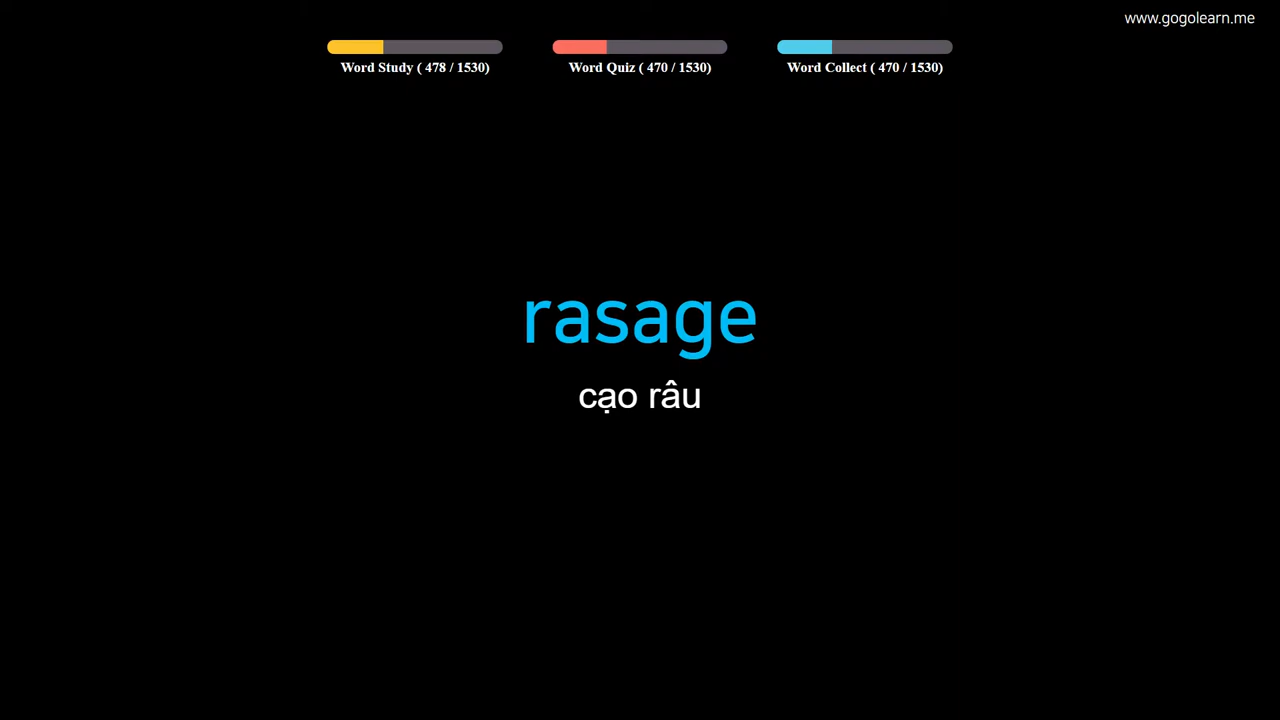 www.gogolearn.me
Word Study ( 478 / 1530)
Word Quiz ( 470 / 1530)
Word Collect ( 470 / 1530)
rasage
cạo râu